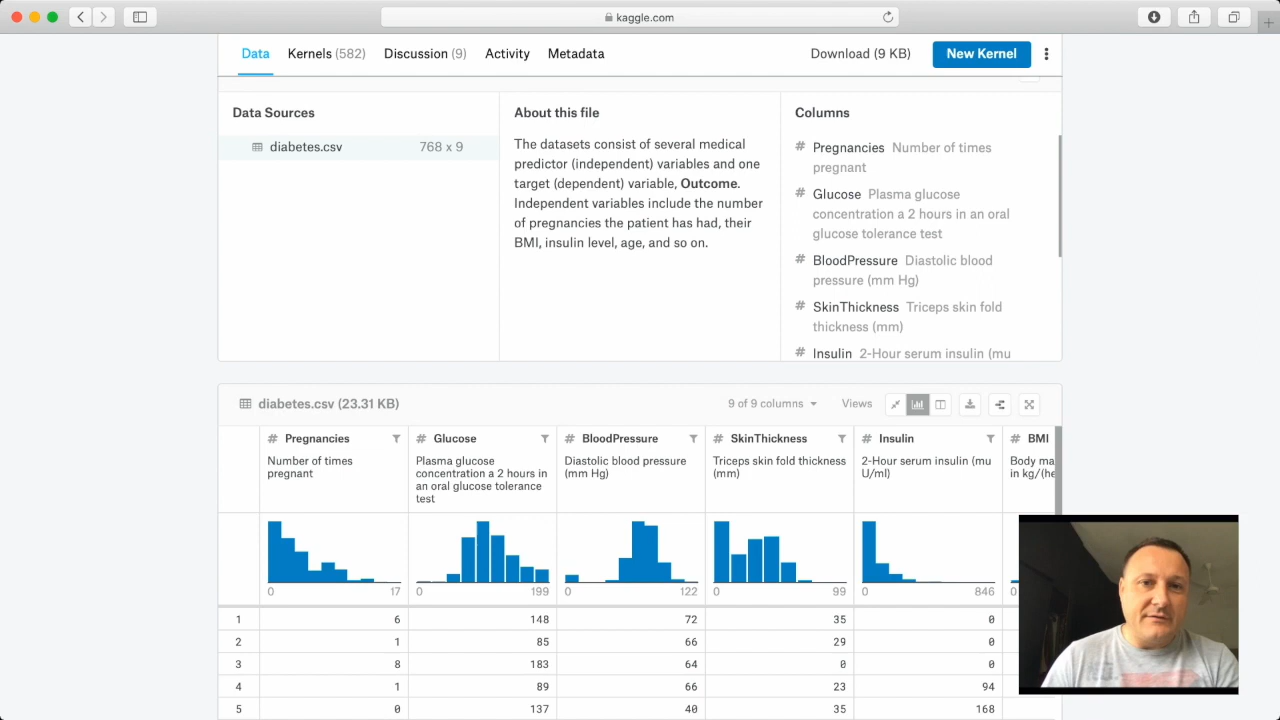 kaggle.com
Data Kernels (582) Discussion (9) Activity Metadata Download (9 KB) New Kernel
Data Sources
diabetes.csv 768 x 9
About this file
The datasets consist of several medical
predictor (independent) variables and one
target (dependent) variable, Outcome.
Independent variables include the number
of pregnancies the patient has had, their
BMI, insulin level, age, and so on.
Columns
# Pregnancies Number of times
pregnant
# Glucose Plasma glucose
concentration a 2 hours in an oral
glucose tolerance test
# BloodPressure Diastolic blood
pressure (mm Hg)
# SkinThickness Triceps skin fold
thickness (mm)
# Insulin 2-Hour serum insulin (mu
diabetes.csv (23.31 KB) 9 of 9 columns Views
# Pregnancies
Number of times
pregnant
0 17
# Glucose
Plasma glucose
concentration a 2 hours in
an oral glucose tolerance
test
0 199
# BloodPressure
Diastolic blood pressure
(mm Hg)
0 122
# SkinThickness
Triceps skin fold thickness
(mm)
0 99
# Insulin
2-Hour serum insulin (mu
U/ml)
0 846
# BMI
Body ma
in kg/(he
0
1 6 148 72 35 0
2 1 85 66 29 0
3 8 183 64 0 0
4 1 89 66 23 94
5 0 137 40 35 168